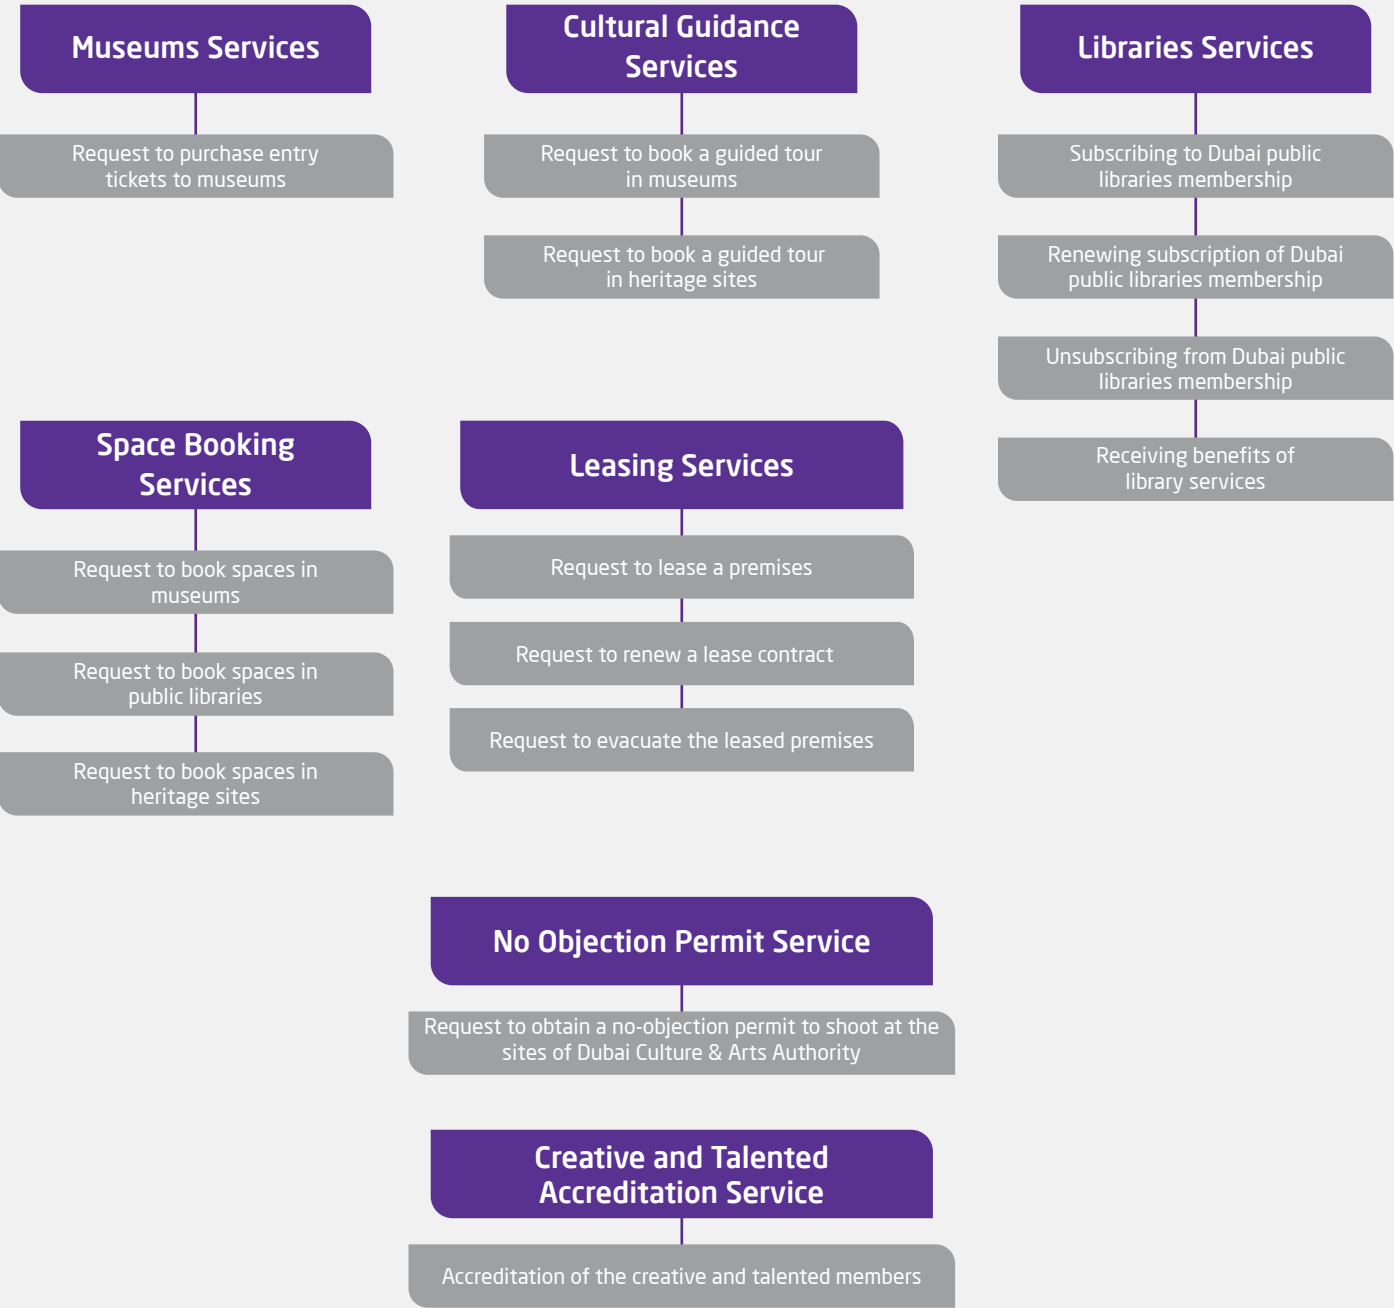 Museums Services
Request to purchase entry
tickets to museums
Cultural Guidance
Services
Request to book a guided tour
in museums
Request to book a guided tour
in heritage sites
Libraries Services
Subscribing to Dubai public
libraries membership
Renewing subscription of Dubai
public libraries membership
Unsubscribing from Dubai public
libraries membership
Receiving benefits of
library services
Space Booking
Services
Request to book spaces in
museums
Request to book spaces in
public libraries
Request to book spaces in
heritage sites
Leasing Services
Request to lease a premises
Request to renew a lease contract
Request to evacuate the leased premises
No Objection Permit Service
Request to obtain a no-objection permit to shoot at the
sites of Dubai Culture & Arts Authority
Creative and Talented
Accreditation Service
Accreditation of the creative and talented members